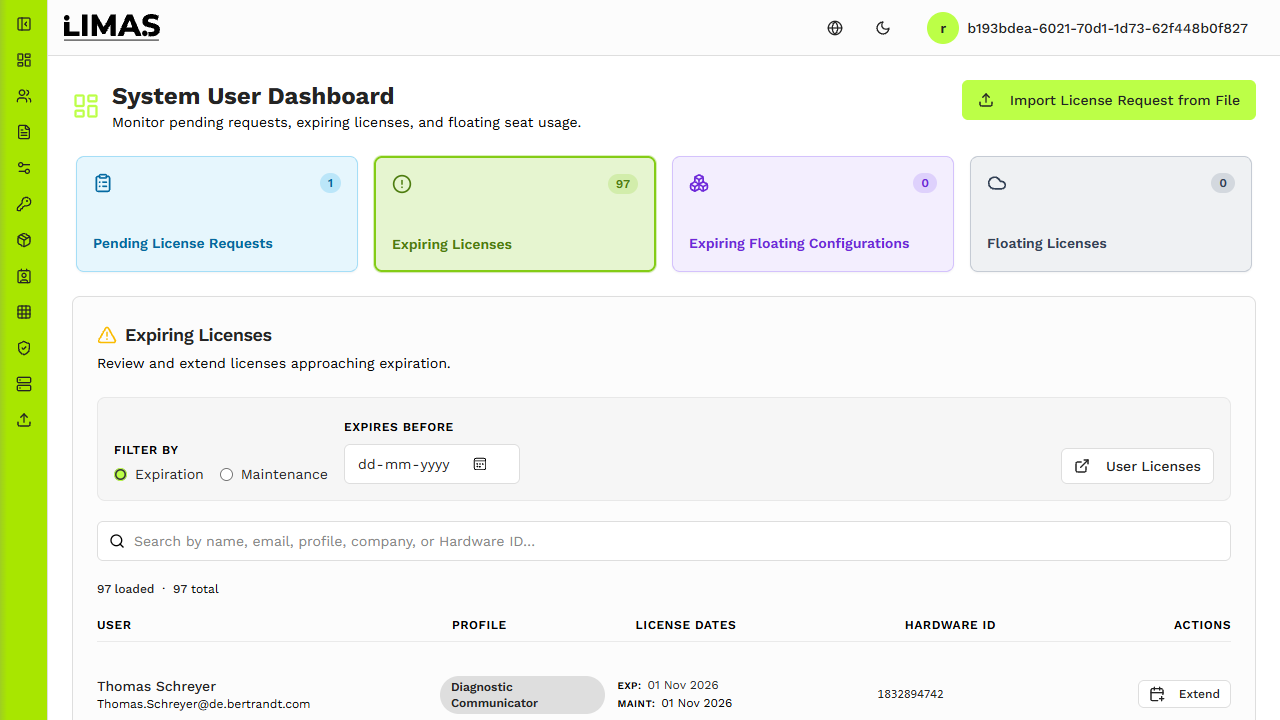 LIMAS
r
b193bdea-6021-70d1-1d73-62f448b0f827
System User Dashboard
Monitor pending requests, expiring licenses, and floating seat usage.
Import License Request from File
1
Pending License Requests
97
Expiring Licenses
0
Expiring Floating Configurations
0
Floating Licenses
Expiring Licenses
Review and extend licenses approaching expiration.
FILTER BY
Expiration
Maintenance
EXPIRES BEFORE
dd-mm-yyyy
User Licenses
Search by name, email, profile, company, or Hardware ID...
97 loaded · 97 total
USER PROFILE LICENSE DATES HARDWARE ID ACTIONS
Thomas Schreyer
Thomas.Schreyer@de.bertrandt.com
Diagnostic
Communicator
EXP: 01 Nov 2026
MAINT: 01 Nov 2026
1832894742
Extend